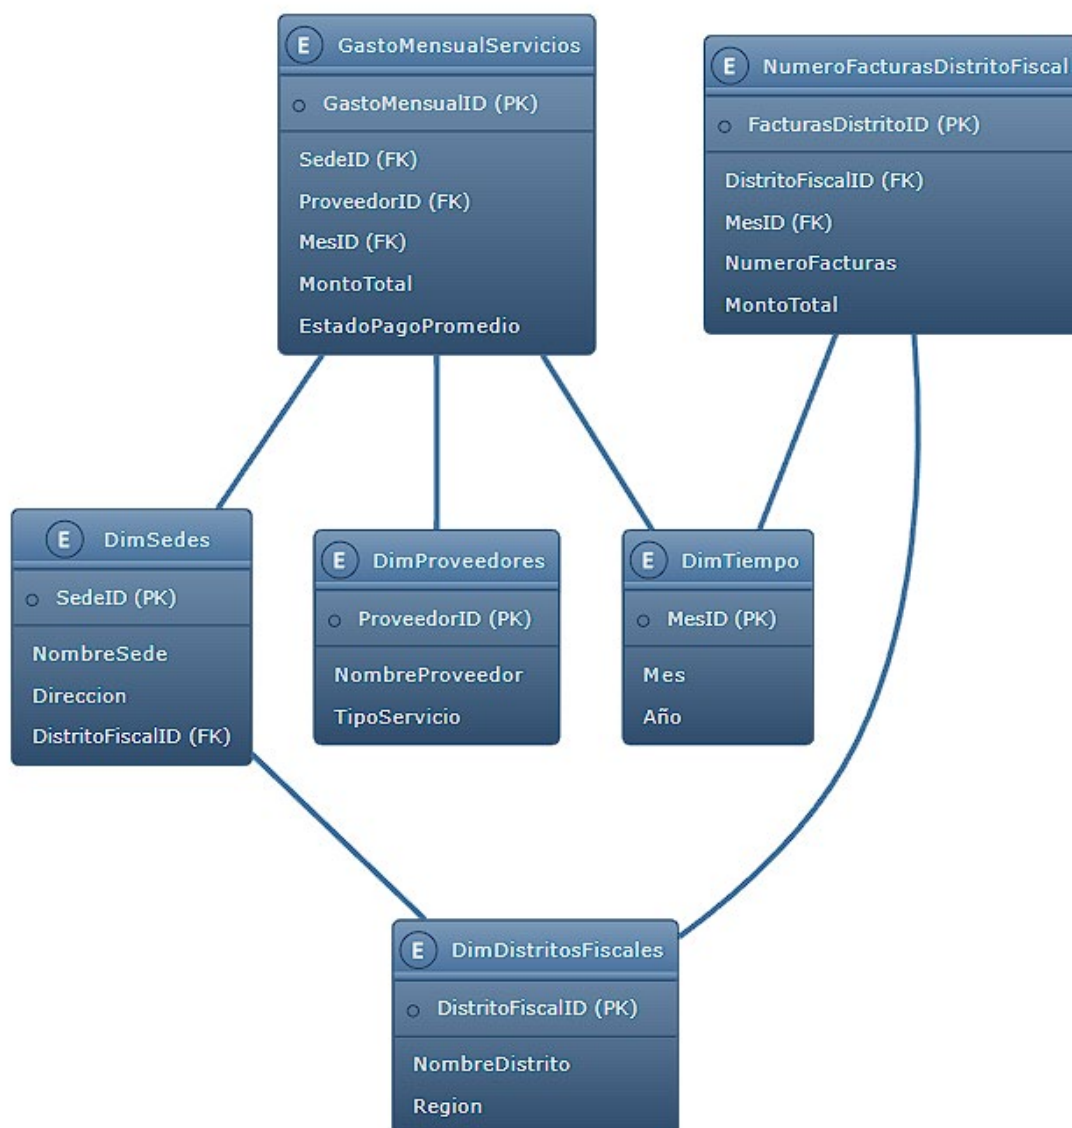 E GastoMensualServicios
GastoMensualID (PK)
SedeID (FK)
ProveedorID (FK)
MesID (FK)
MontoTotal
EstadoPagoPromedio
E NumeroFacturasDistritoFiscal
FacturasDistritoID (PK)
DistritoFiscalID (FK)
MesID (FK)
NumeroFacturas
MontoTotal
E DimSedes
SedeID (PK)
NombreSede
Direccion
DistritoFiscalID (FK)
E DimProveedores
ProveedorID (PK)
NombreProveedor
TipoServicio
E DimTiempo
MesID (PK)
Mes
Año
E DimDistritosFiscales
DistritoFiscalID (PK)
NombreDistrito
Region